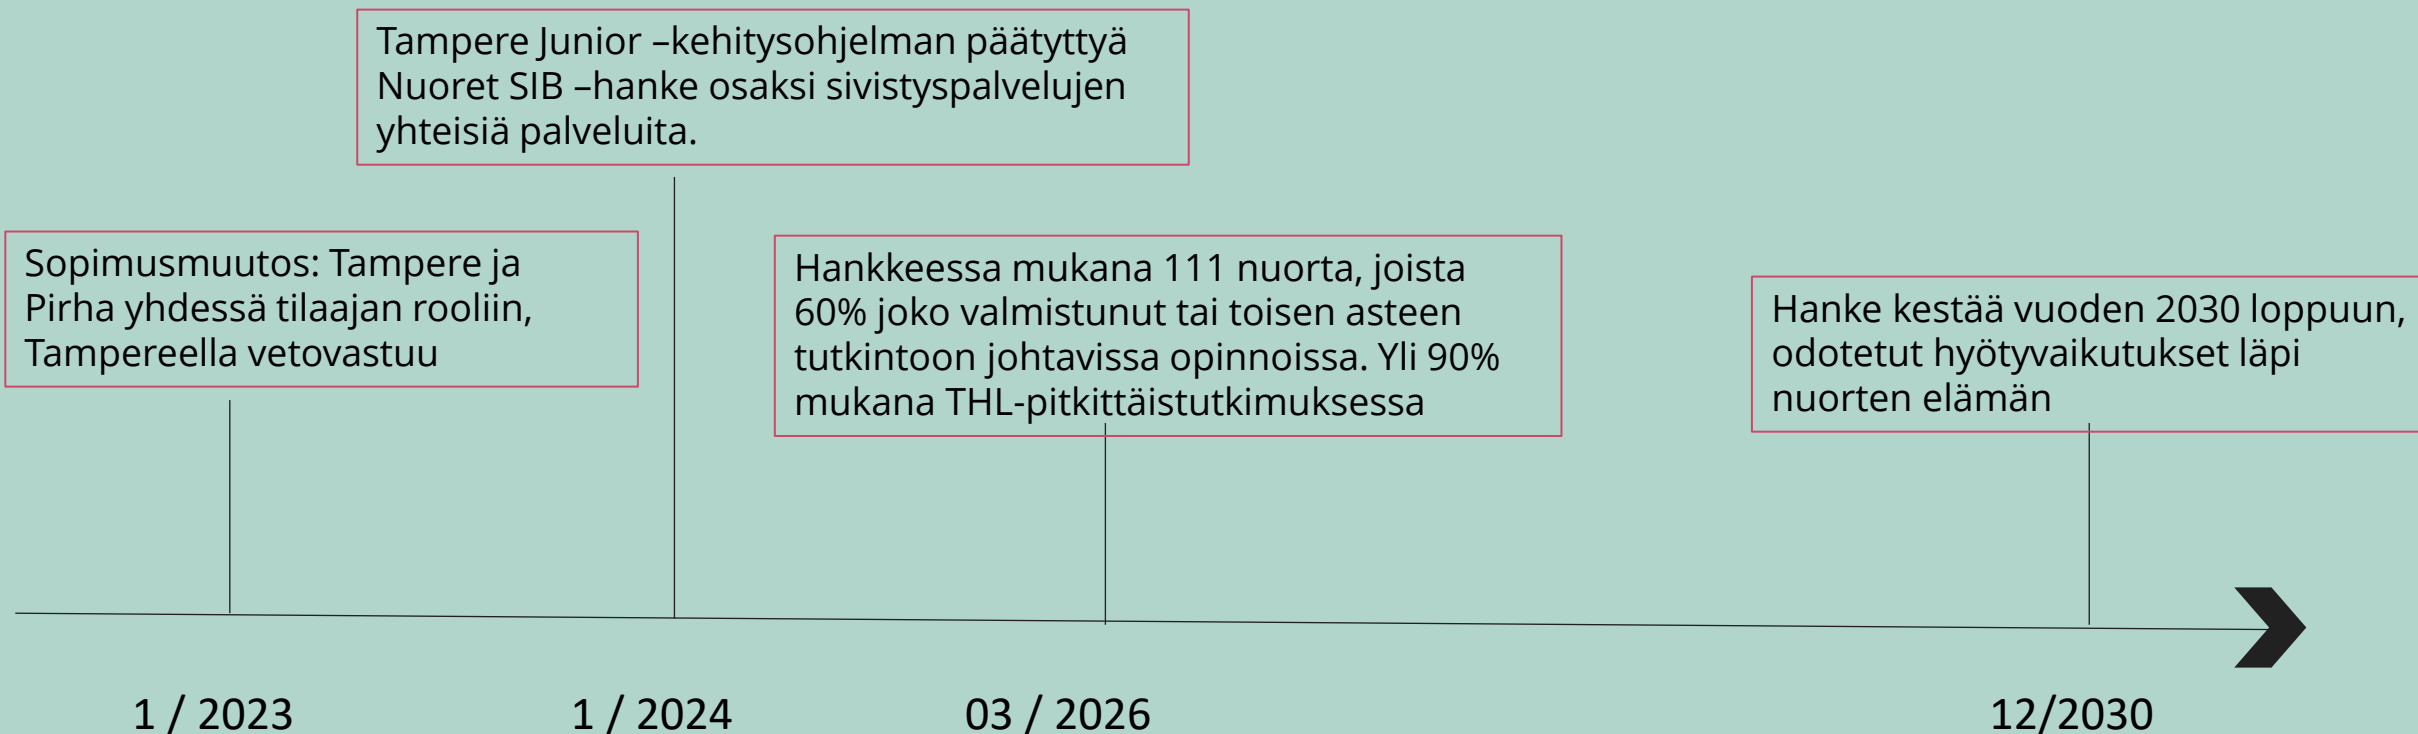 Tampere Junior –kehitysohjelman päätyttyä
Nuoret SIB –hanke osaksi sivistyspalvelujen
yhteisiä palveluita.
Sopimusmuutos: Tampere ja
Pirha yhdessä tilaajan rooliin,
Tampereella vetovastuu
Hankkeessa mukana 111 nuorta, joista
60% joko valmistunut tai toisen asteen
tutkintoon johtavissa opinnoissa. Yli 90%
mukana THL-pitkittäistutkimuksessa
Hanke kestää vuoden 2030 loppuun,
odotetut hyötyvaikutukset läpi
nuorten elämän
1 / 2023
1 / 2024
03 / 2026
12/2030